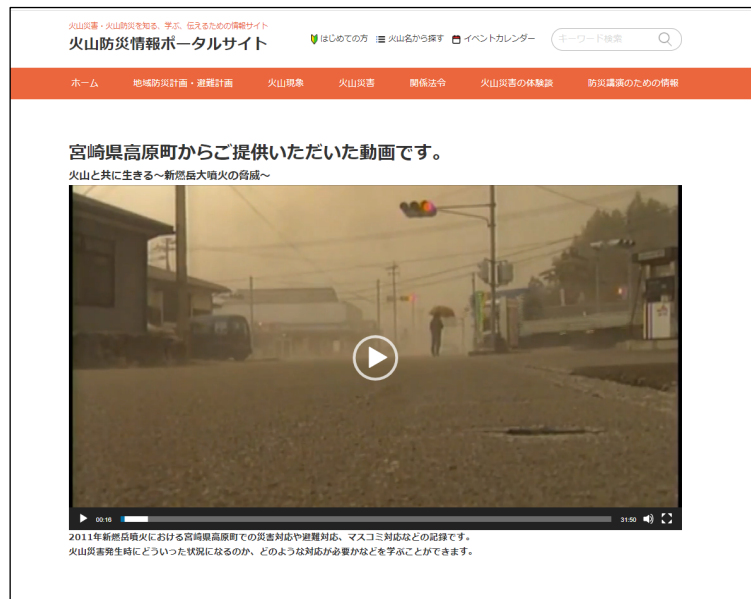 火山災害・火山防災を知る、学ぶ、伝えるための情報サイト
火山防災情報ポータルサイト
はじめての方 火山名から探す イベントカレンダー キーワード検索
ホーム 地域防災計画・避難計画 火山現象 火山災害 関係法令 火山災害の体験談 防災講演のための情報
宮崎県高原町からご提供いただいた動画です。
火山と共に生きる～新燃岳大噴火の脅威～
00:16 31:50
2011年新燃岳噴火における宮崎県高原町での災害対応や避難対応、マスコミ対応などの記録です。
火山災害発生時にどういった状況になるのか、どのような対応が必要かなどを学ぶことができます。